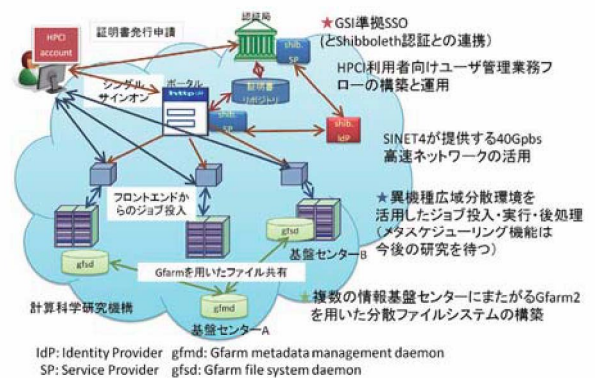 HPCI
account
証明書発行申請
認証局
shib.
SP
★GSI準拠SSO
(とShibboleth認証との連携)
HPCI利用者向けユーザ管理業務フ
ローの構築と運用
シングル
サインオン
ポータル
http://
証明書
リポジトリ
shib.
SP
shib.
IdP
SINET4が提供する40Gpbs
高速ネットワークの活用
フロントエンドか
らのジョブ投入
★異機種広域分散環境を
活用したジョブ投入・実行・後処理
(メタスケジューリング機能は
今後の研究を待つ)
gfsd
gfsd
基盤センターB
Gfarmを用いたファイル共有
gfmd
計算科学研究機構
基盤センターA
★複数の情報基盤センターにまたがるGfarm2
を用いた分散ファイルシステムの構築
IdP: Identity Provider gfmd: Gfarm metadata management daemon
SP: Service Provider gfsd: Gfarm file system daemon